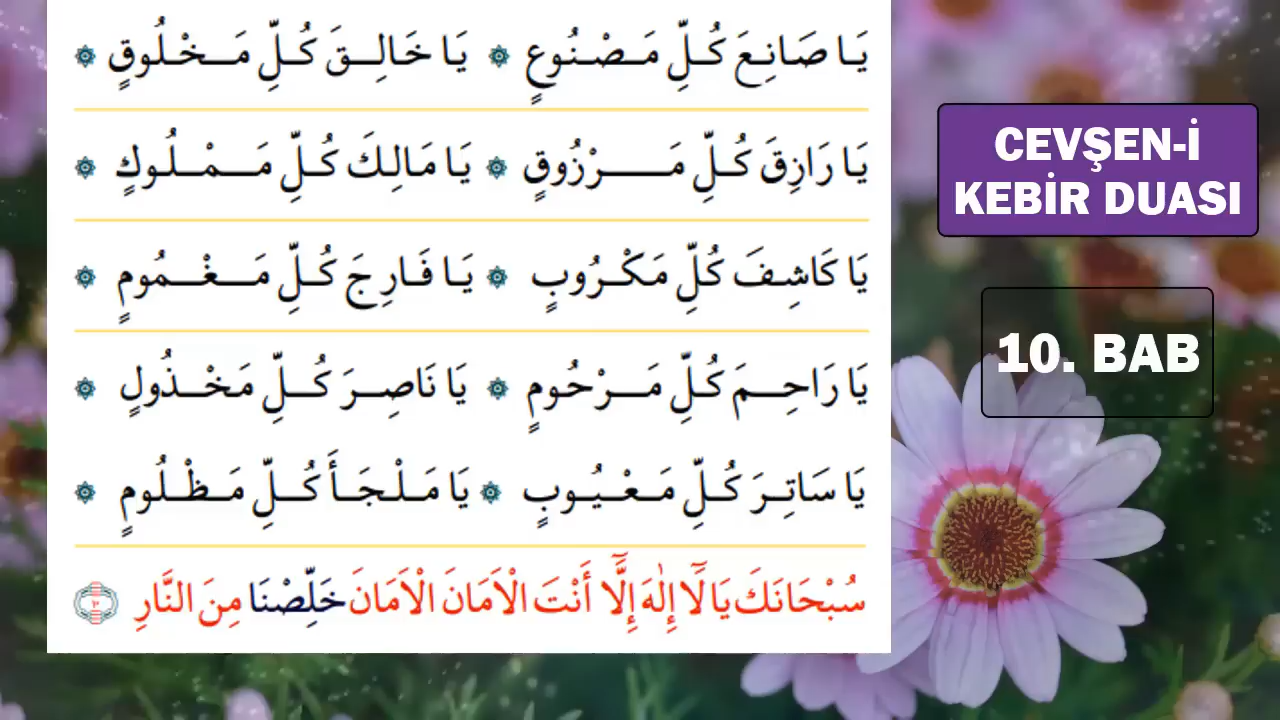 يَا صَانِعَ كُلِّ مَصْنُوعٍ ۞ يَا خَالِقَ كُلِّ مَخْلُوقٍ ۞
يَا رَازِقَ كُلِّ مَرْزُوقٍ ۞ يَا مَالِكَ كُلِّ مَمْلُوكٍ ۞
يَا كَاشِفَ كُلِّ مَكْرُوبٍ ۞ يَا فَارِجَ كُلِّ مَغْمُومٍ ۞
يَا رَاحِمَ كُلِّ مَرْحُومٍ ۞ يَا نَاصِرَ كُلِّ مَخْذُولٍ ۞
يَا سَاتِرَ كُلِّ مَعْيُوبٍ ۞ يَا مَلْجَأَ كُلِّ مَظْلُومٍ ۞
سُبْحَانَكَ يَا لَٓا إِلٰهَ إِلَّٓا أَنْتَ الْاَمَانَ الْاَمَانَ خَلِّصْنَا مِنَ النَّارِ
CEVŞEN-İ
KEBİR DUASI
10. BAB